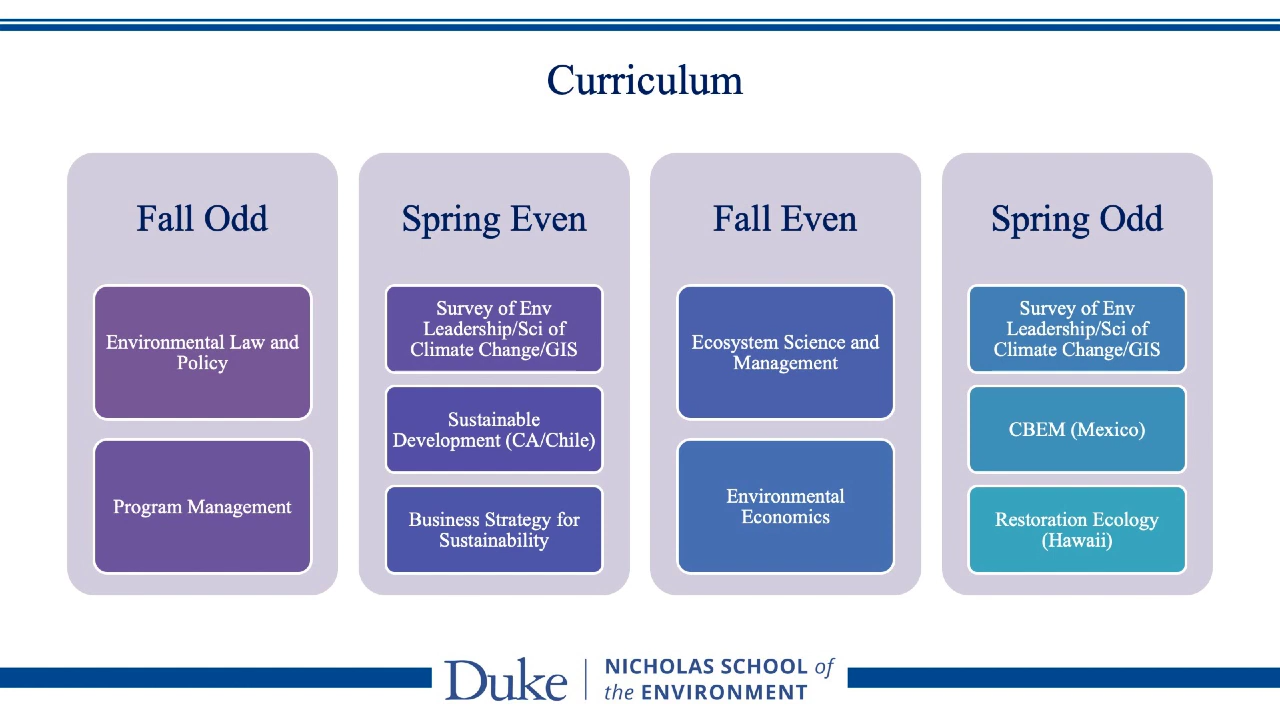 Curriculum
Fall Odd
Environmental Law and
Policy
Program Management
Spring Even
Survey of Env
Leadership/Sci of
Climate Change/GIS
Sustainable
Development (CA/Chile)
Business Strategy for
Sustainability
Fall Even
Ecosystem Science and
Management
Environmental
Economics
Spring Odd
Survey of Env
Leadership/Sci of
Climate Change/GIS
CBEM (Mexico)
Restoration Ecology
(Hawaii)
Duke
NICHOLAS SCHOOL of
the ENVIRONMENT